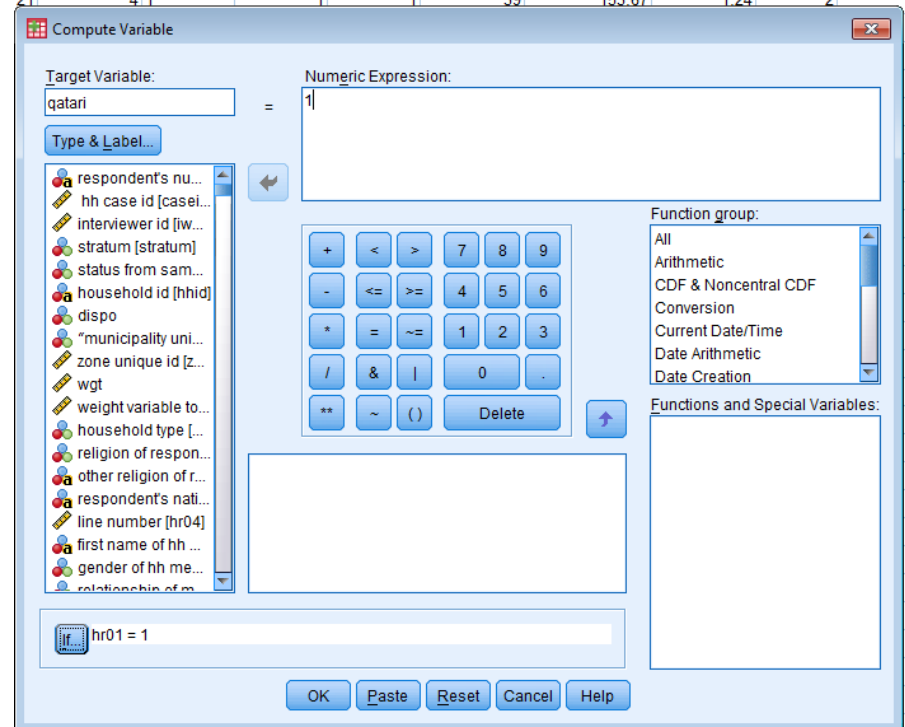 Compute Variable
Target Variable:
qatari
=
Numeric Expression:
1
Type & Label...
respondent's nu...
hh case id [casei...
interviewer id [iw...
stratum [stratum]
status from sam...
household id [hhid]
dispo
"municipality uni...
zone unique id [z...
wgt
weight variable to...
household type [...
religion of respon...
other religion of r...
respondent's nati...
line number [hr04]
first name of hh ...
gender of hh me...
relationship of m...
+ < > 7 8 9
- <= >= 4 5 6
* = ~= 1 2 3
/ & | 0 .
** ~ ( ) Delete
Function group:
All
Arithmetic
CDF & Noncentral CDF
Conversion
Current Date/Time
Date Arithmetic
Date Creation
Functions and Special Variables:
If... hr01 = 1
OK Paste Reset Cancel Help